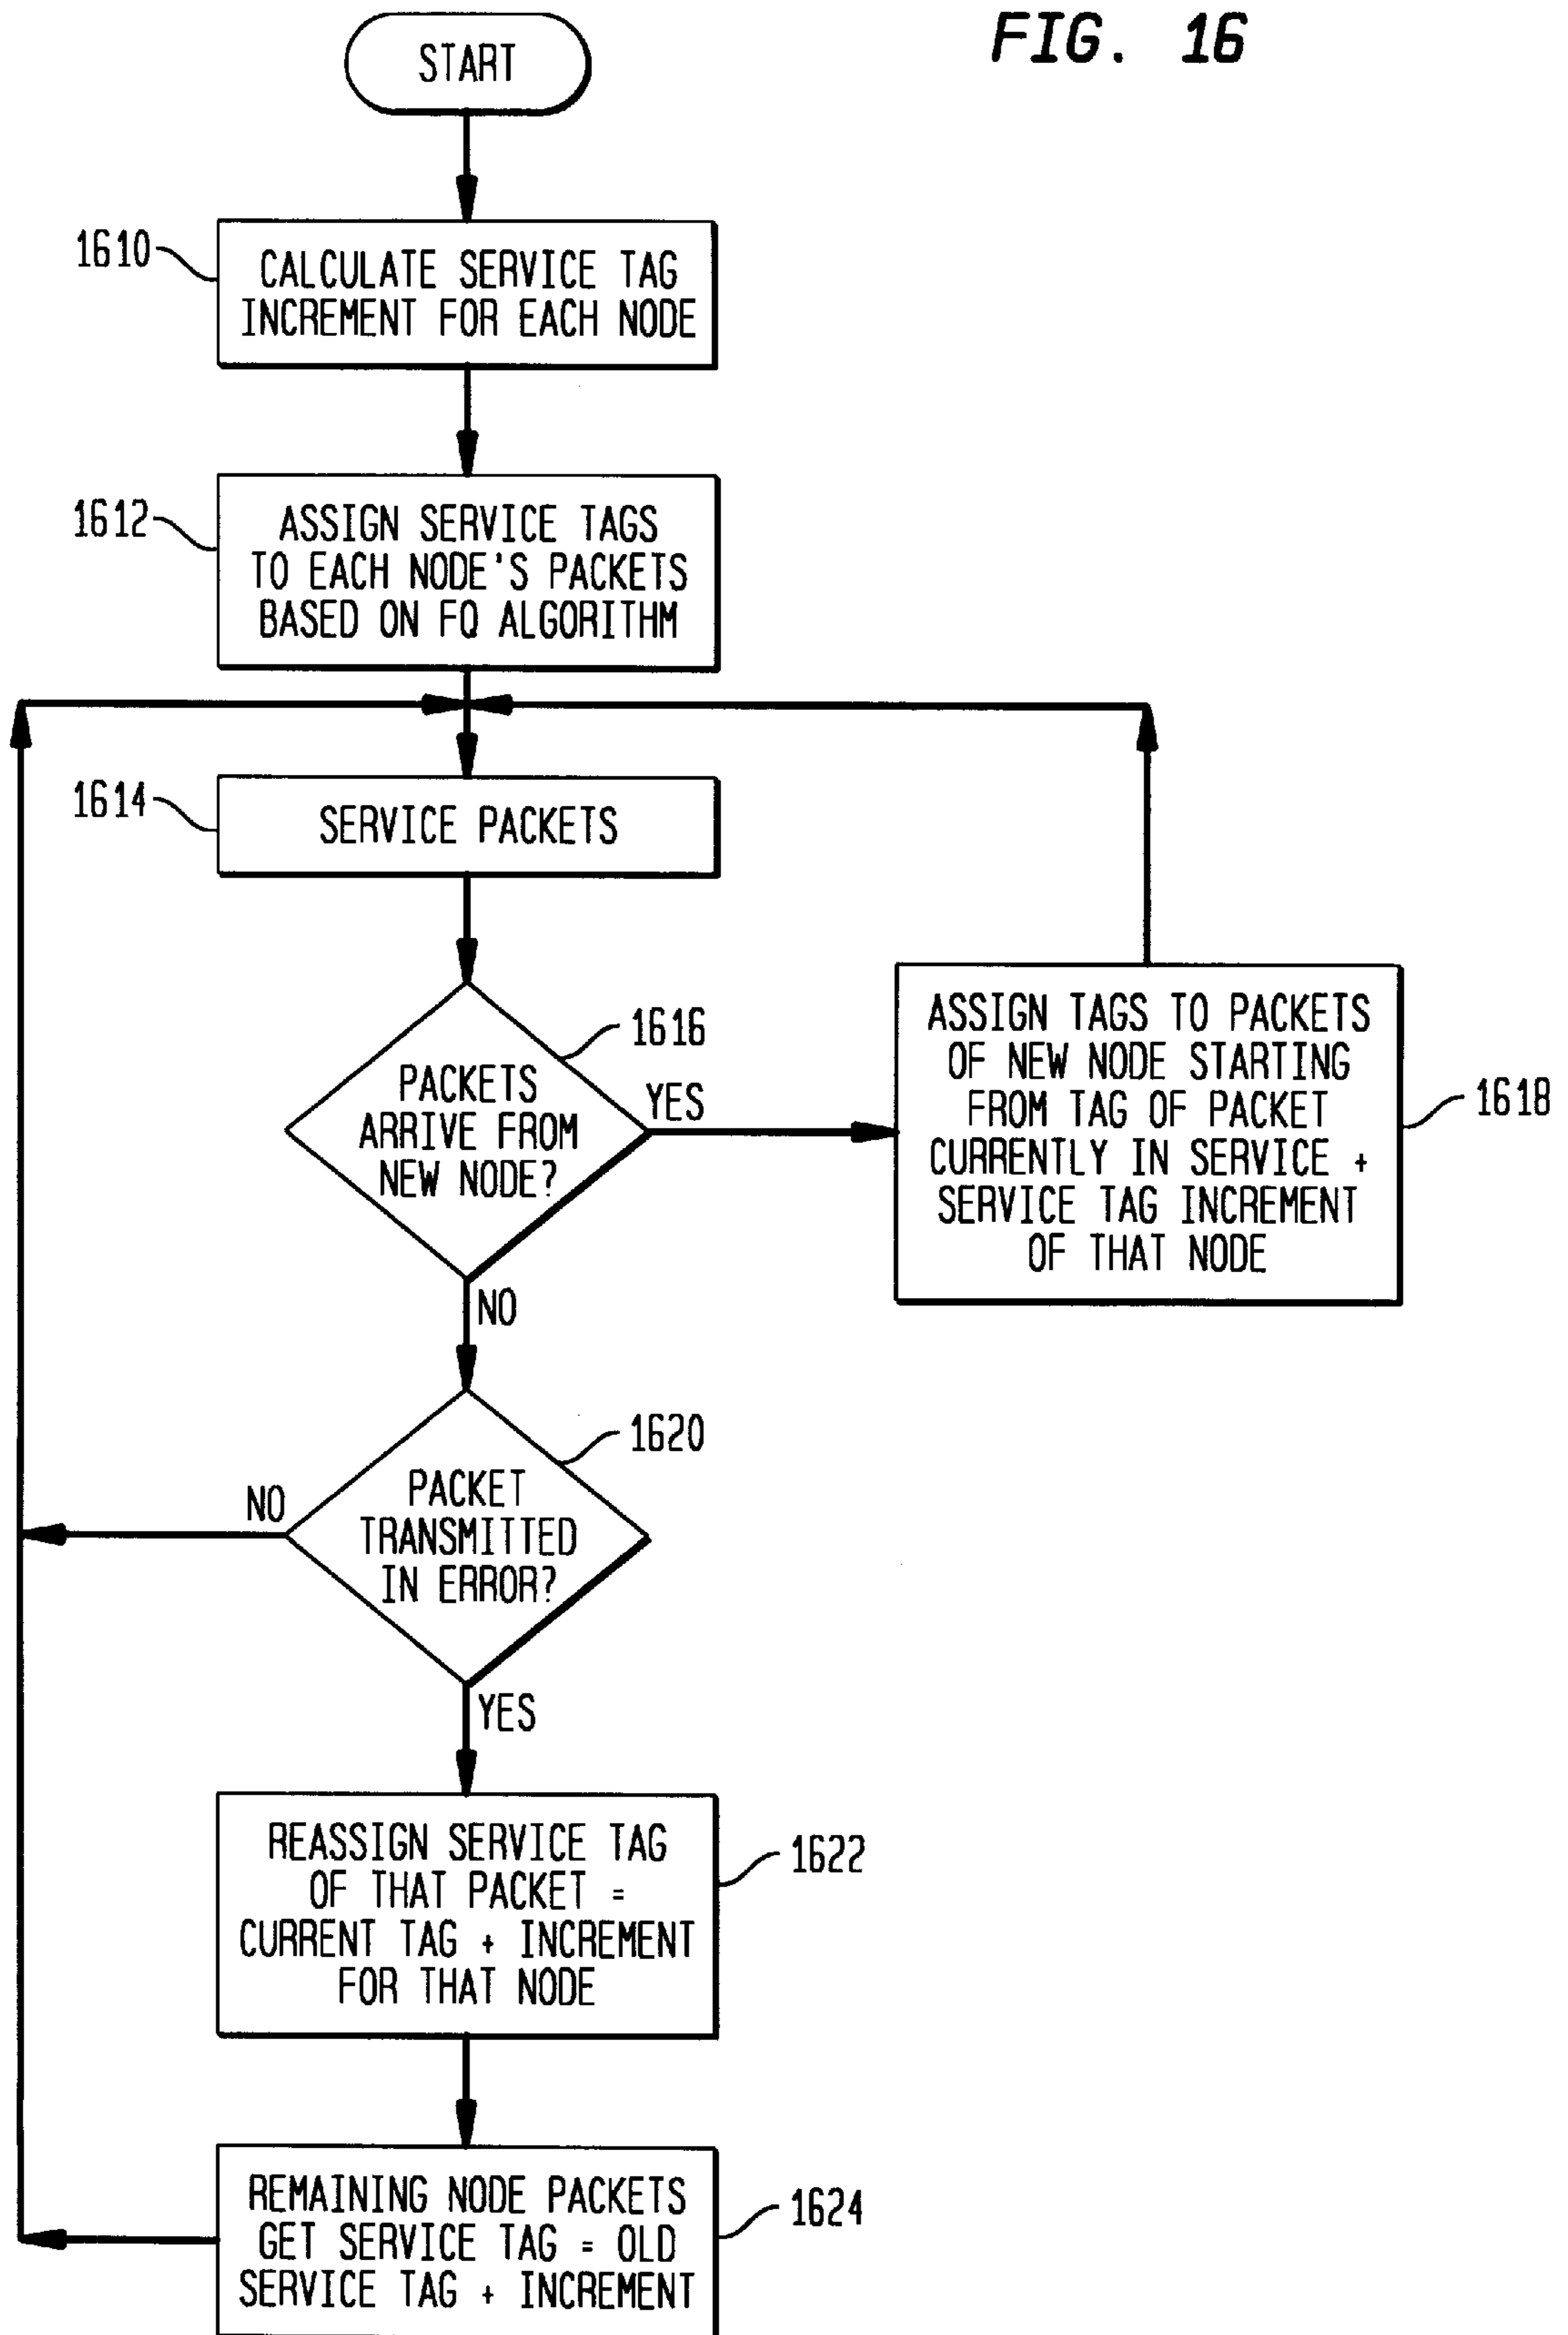 FIG. 16
START
1610
CALCULATE SERVICE TAG
INCREMENT FOR EACH NODE
1612
ASSIGN SERVICE TAGS
TO EACH NODE'S PACKETS
BASED ON FQ ALGORITHM
1614
SERVICE PACKETS
1616
PACKETS
ARRIVE FROM
NEW NODE?
YES
NO
ASSIGN TAGS TO PACKETS
OF NEW NODE STARTING
FROM TAG OF PACKET
CURRENTLY IN SERVICE +
SERVICE TAG INCREMENT
OF THAT NODE
1618
1620
PACKET
TRANSMITTED
IN ERROR?
NO
YES
REASSIGN SERVICE TAG
OF THAT PACKET =
CURRENT TAG + INCREMENT
FOR THAT NODE
1622
REMAINING NODE PACKETS
GET SERVICE TAG = OLD
SERVICE TAG + INCREMENT
1624